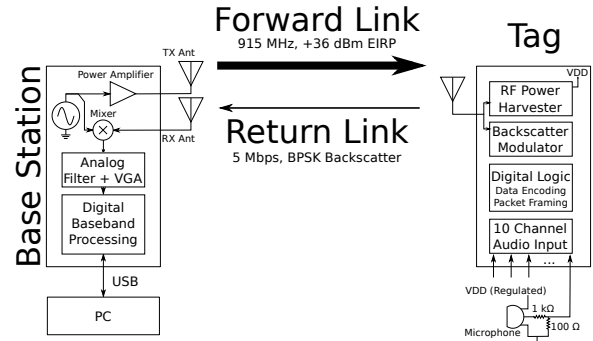 Forward Link
915 MHz, +36 dBm EIRP
Tag
TX Ant
Power Amplifier
Mixer
RX Ant
Return Link
5 Mbps, BPSK Backscatter
Base Station
Analog
Filter + VGA
Digital
Baseband
Processing
USB
PC
VDD
RF Power
Harvester
Backscatter
Modulator
Digital Logic
Data Encoding
Packet Framing
10 Channel
Audio Input
...
VDD (Regulated)
1 kΩ
100 Ω
Microphone